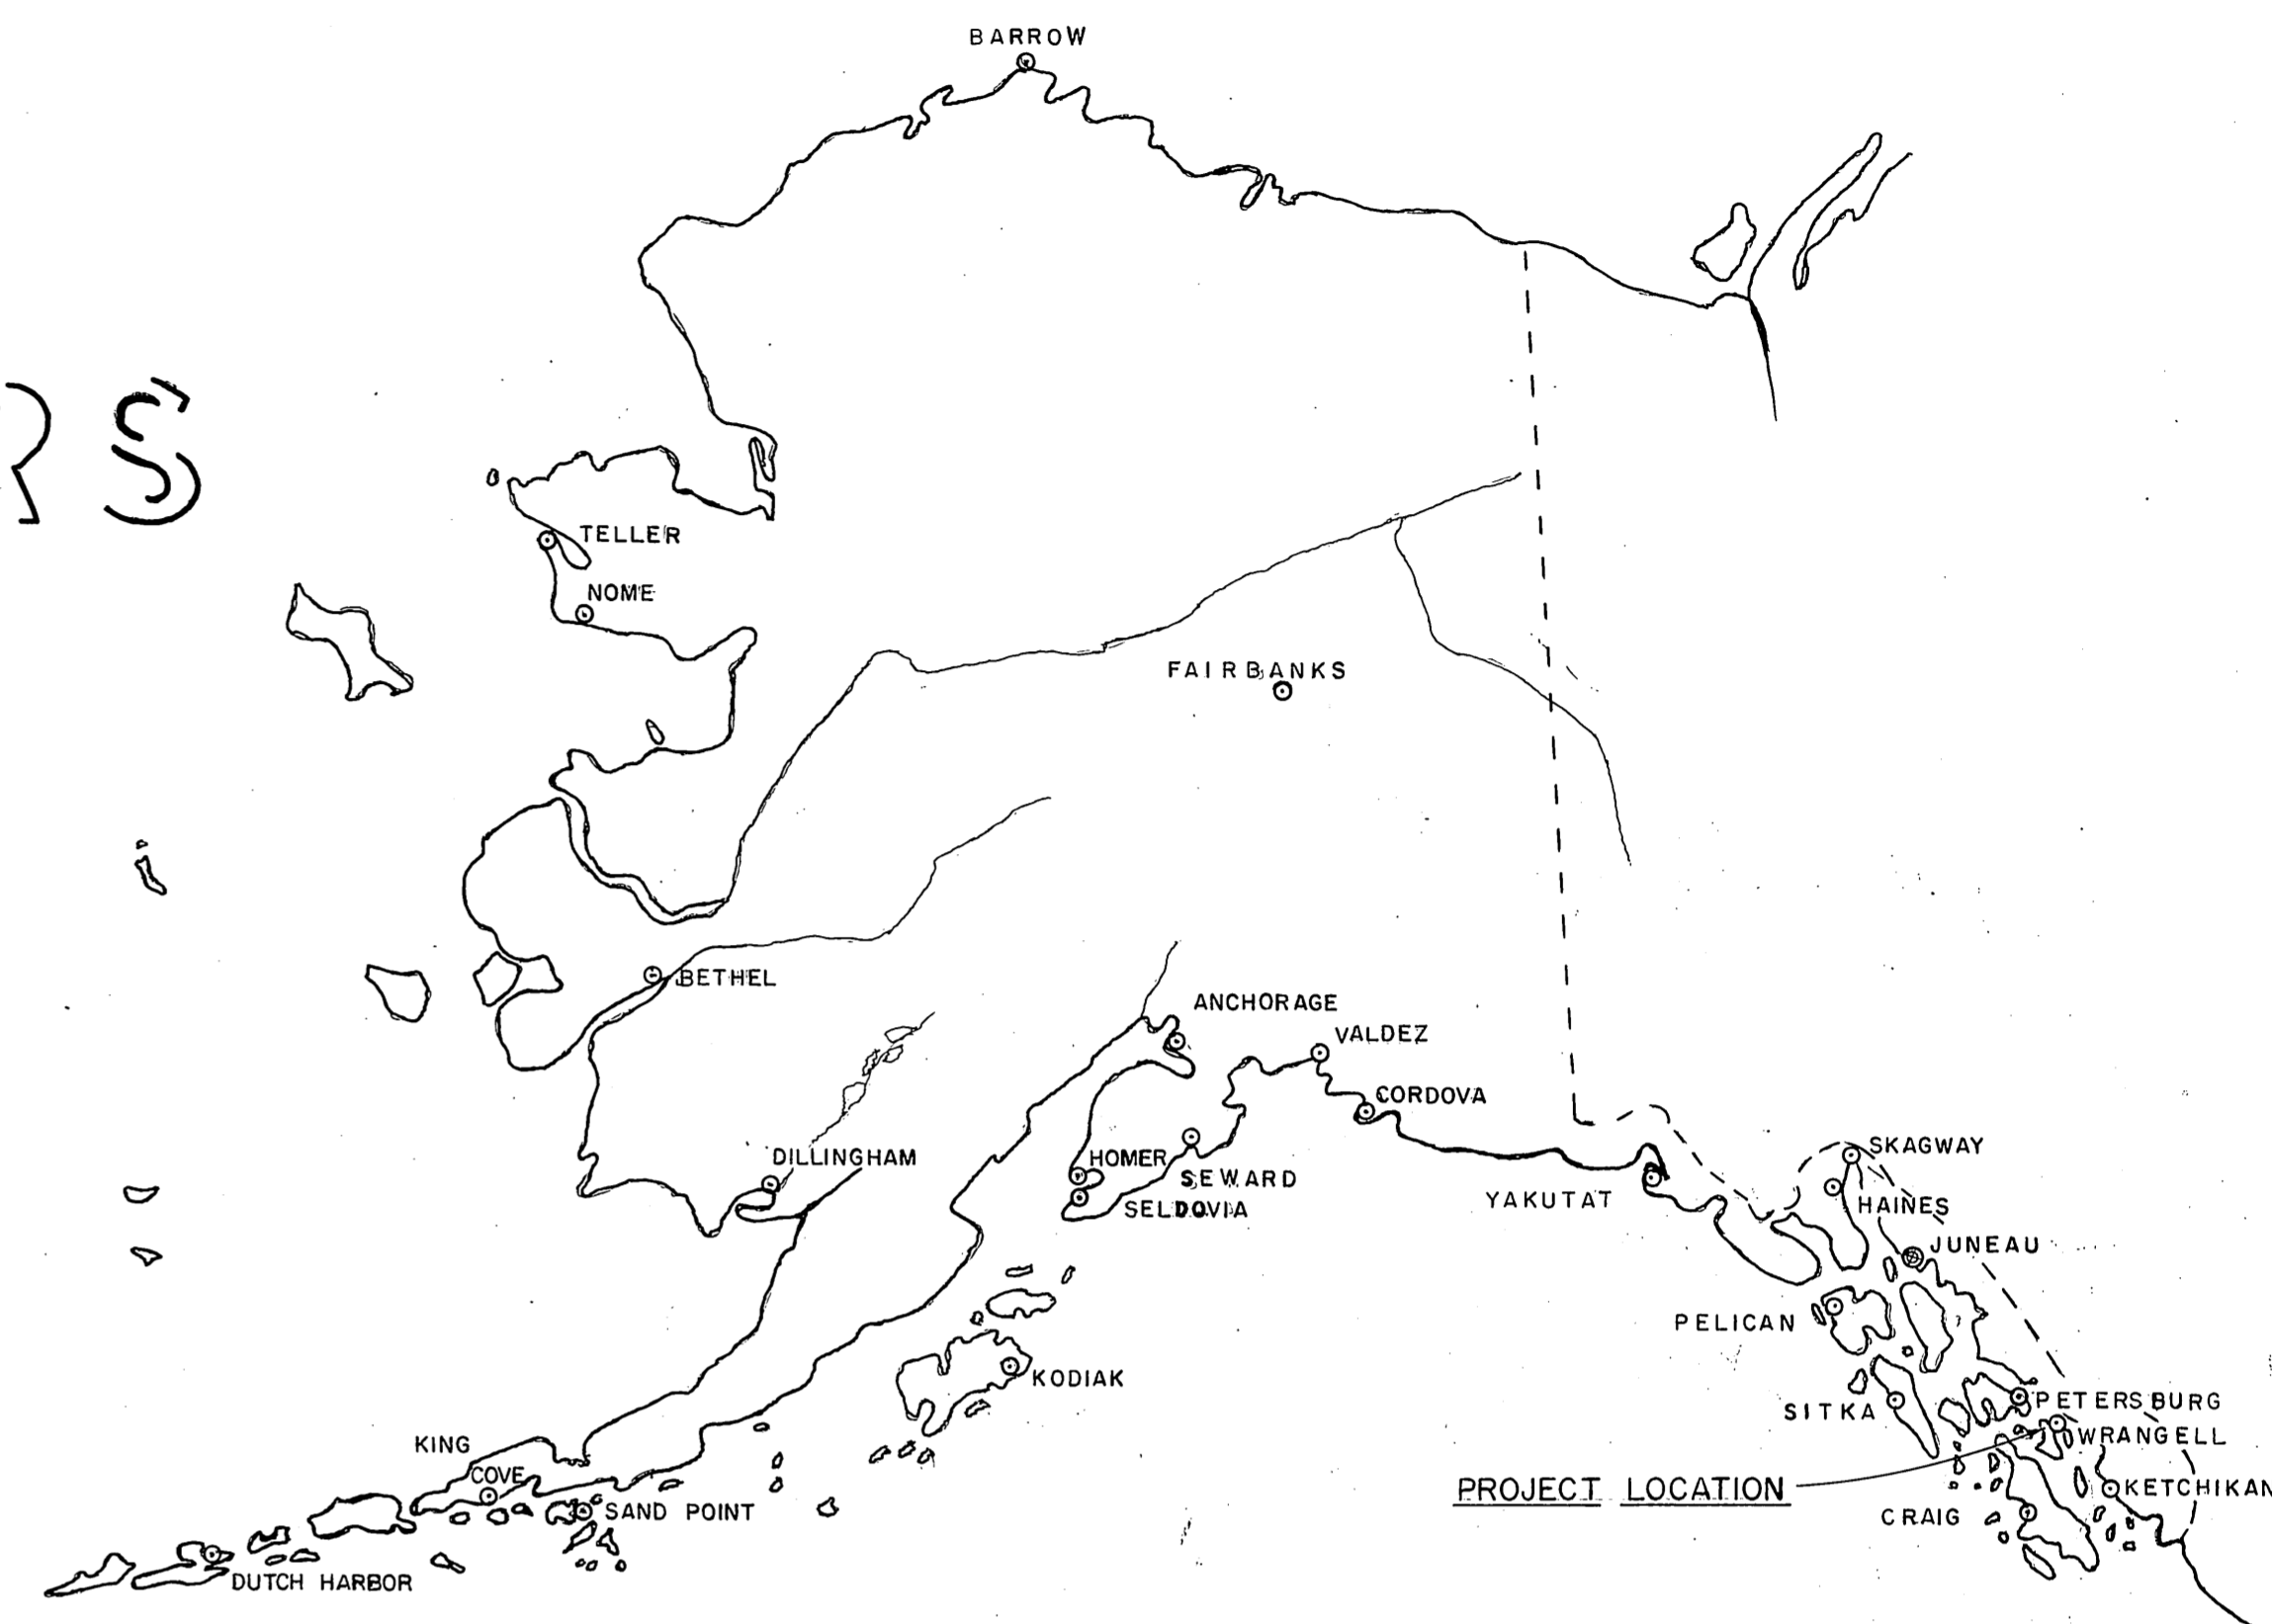 BARROW
RS
TELLER
NOME
FAIRBANKS
BETHEL
ANCHORAGE
VALDEZ
CORDOVA
DILLINGHAM
HOMER
SEWARD
SELDOVIA
YAKUTAT
SKAGWAY
HAINES
JUNEAU
PELICAN
KODIAK
SITKA
PETERSBURG
WRANGELL
KING
COVE
PROJECT LOCATION
KETCHIKAN
SAND POINT
CRAIG
DUTCH HARBOR